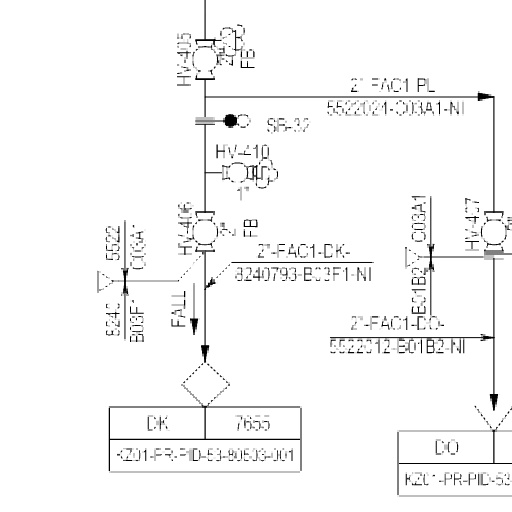 HV-405
FB
2"-FAC1-PL
5522021-C03A1-NI
SB-32
HV-410
1"
HV-406
2"
FB
5522
C03A1
8240
B03F1
2"-FAC1-DK-
8240793-B03F1-NI
FALL
C03A1
HV-407
B01B2
2"-FAC1-DO-
5522012-B01B2-NI
DK
7655
KZ01-PR-PID-53-80503-001
DO
KZ01-PR-PID-53-